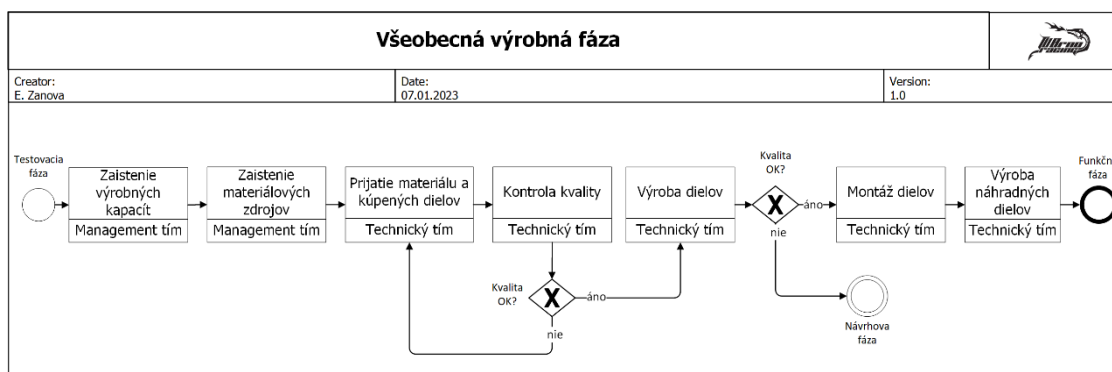 Všeobecná výrobná fáza
Creator:
E. Zanova
Date:
07.01.2023
Version:
1.0
Testovacia
fáza
Zaistenie
výrobných
kapacít
Management tím
Zaistenie
materiálových
zdrojov
Management tím
Prijatie materiálu a
kúpených dielov
Technický tím
Kontrola kvality
Technický tím
Kvalita
OK?
X
áno
nie
Výroba dielov
Technický tím
Kvalita
OK?
X
áno
nie
Montáž dielov
Technický tím
Výroba
náhradných
dielov
Technický tím
Návrhova
fáza
fáza